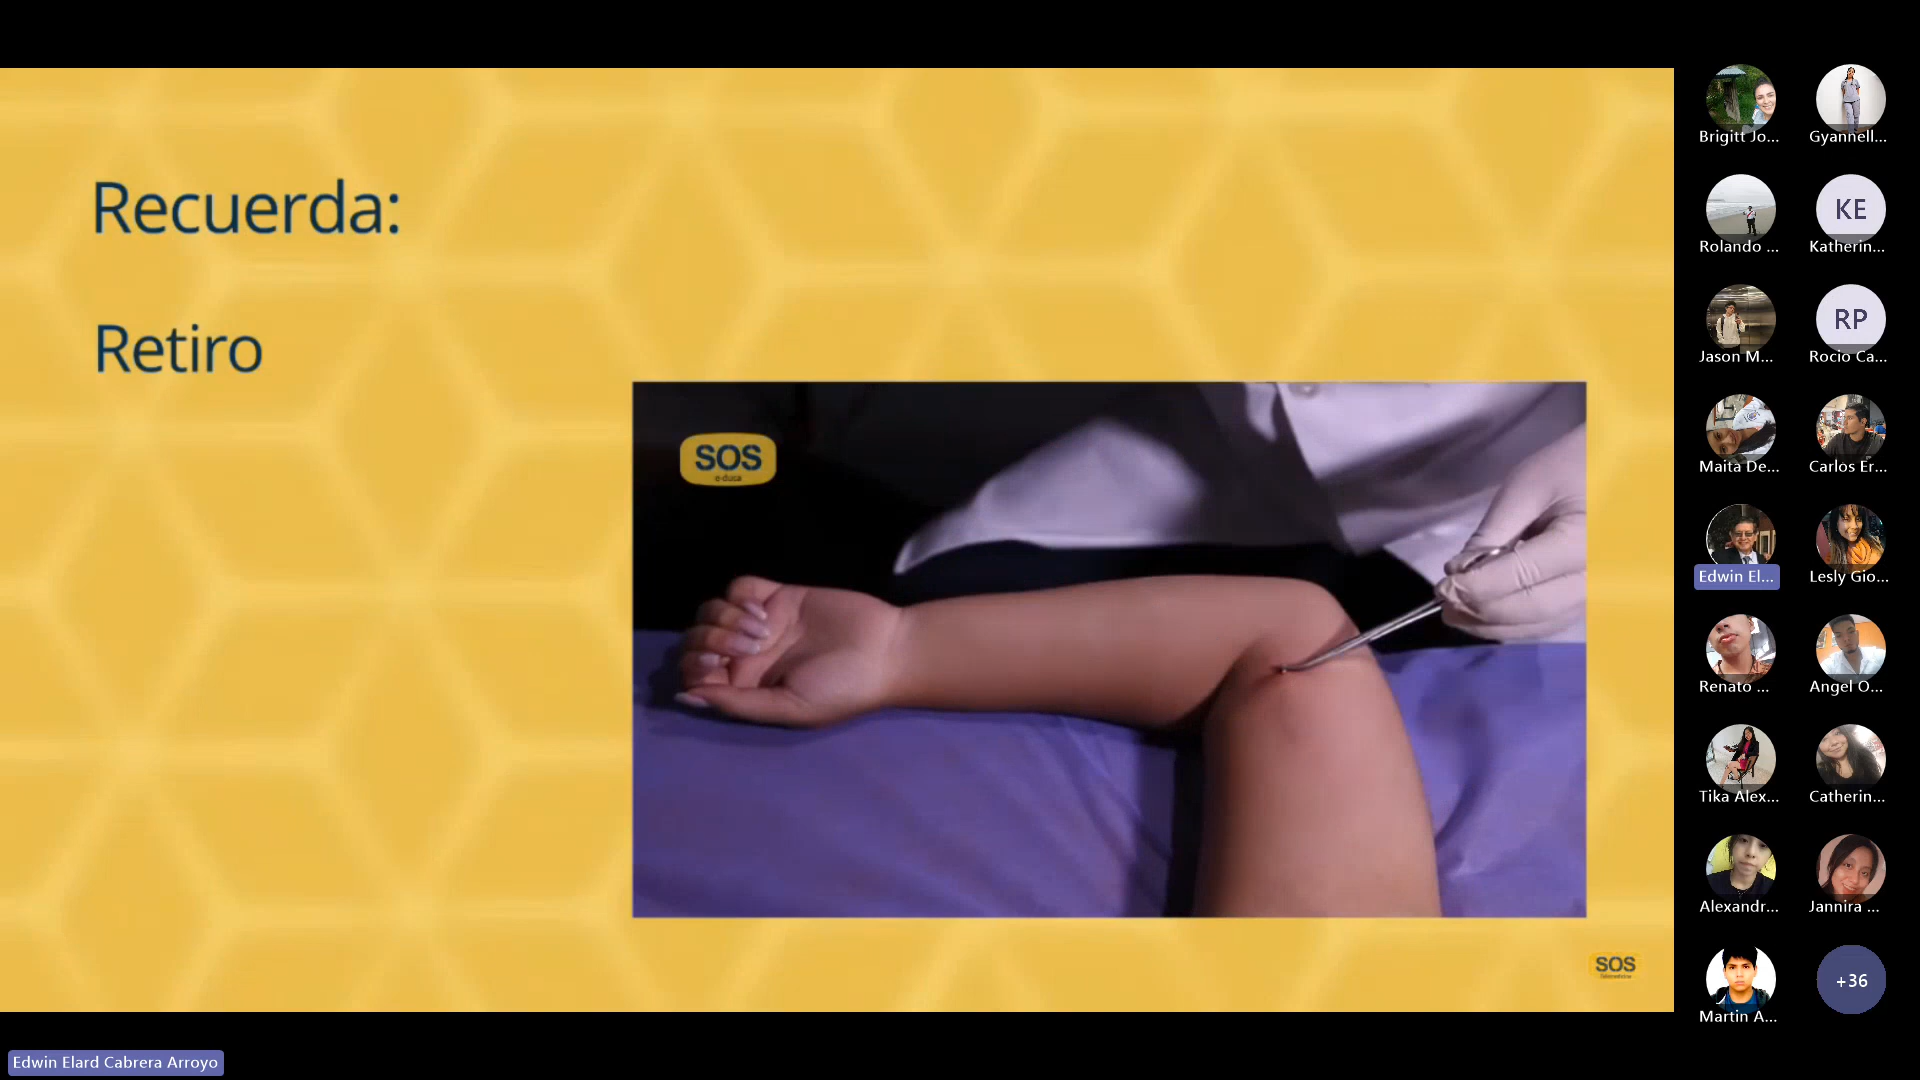 Recuerda:
Retiro
SOS
e-duca
SOS
Brigitt Jo...
Gyannell...
Rolando ...
KE
Katherin...
Jason M...
RP
Rocio Ca...
Maita De...
Carlos Er...
Edwin El...
Lesly Gio...
Renato ...
Angel O...
Tika Alex...
Catherin...
Alexandr...
Jannira ...
Martin A...
+36
Edwin Elard Cabrera Arroyo